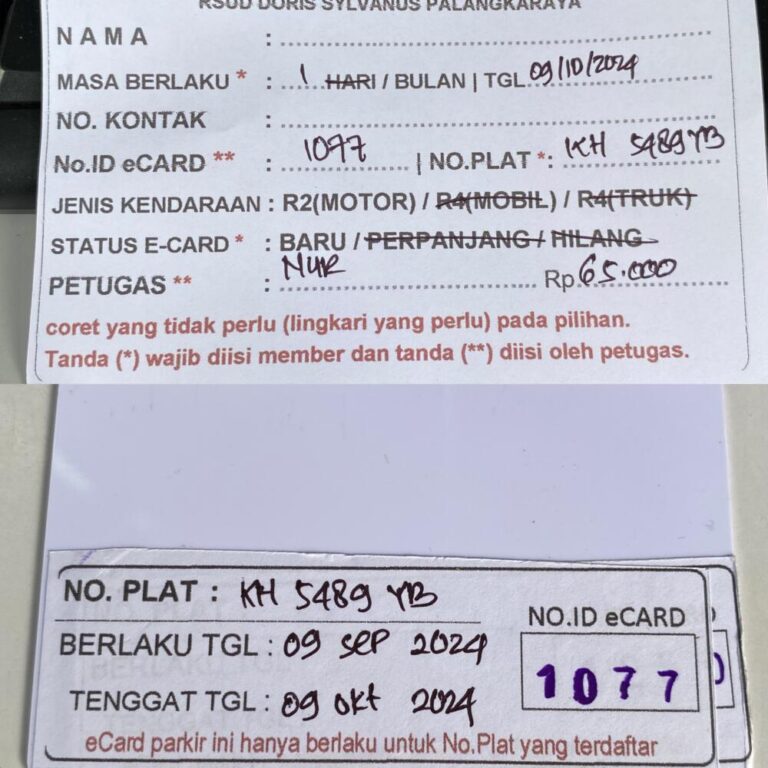 RSUD DORIS SYLVANUS PALANGKARAYA
NAMA :
MASA BERLAKU * : 1 HARI / BULAN | TGL 09/10/2024
NO. KONTAK :
No.ID eCARD ** : 1077 | NO.PLAT *: KH 5489 YB
JENIS KENDARAAN : R2(MOTOR) / R4(MOBIL) / R4(TRUK)
STATUS E-CARD * : BARU / PERPANJANG / HILANG
PETUGAS ** : NUR Rp.65.000
coret yang tidak perlu (lingkari yang perlu) pada pilihan.
Tanda (*) wajib diisi member dan tanda (**) diisi oleh petugas.
NO. PLAT : KH 5489 YB
NO.ID eCARD
BERLAKU TGL : 09 SEP 2024
1077
TENGGAT TGL : 09 OKT 2024
eCard parkir ini hanya berlaku untuk No.Plat yang terdaftar